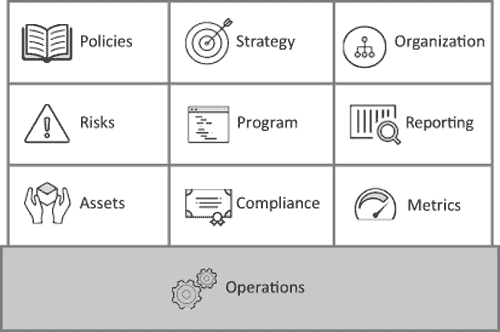 Policies
Strategy
Organization
Risks
Program
Reporting
Assets
Compliance
Metrics
Operations